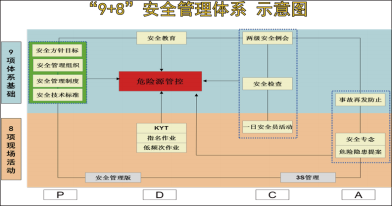 “9+8”安全管理体系 示意图
9项体系基础
安全方针目标
安全管理组织
安全管理制度
安全技术标准
安全教育
危险源管控
两级安全例会
安全检查
一日安全员活动
事故再发防止
8项现场活动
KYT
指名作业
低频次作业
安全专念
危险隐患提案
安全管理版
3S管理
P
D
C
A